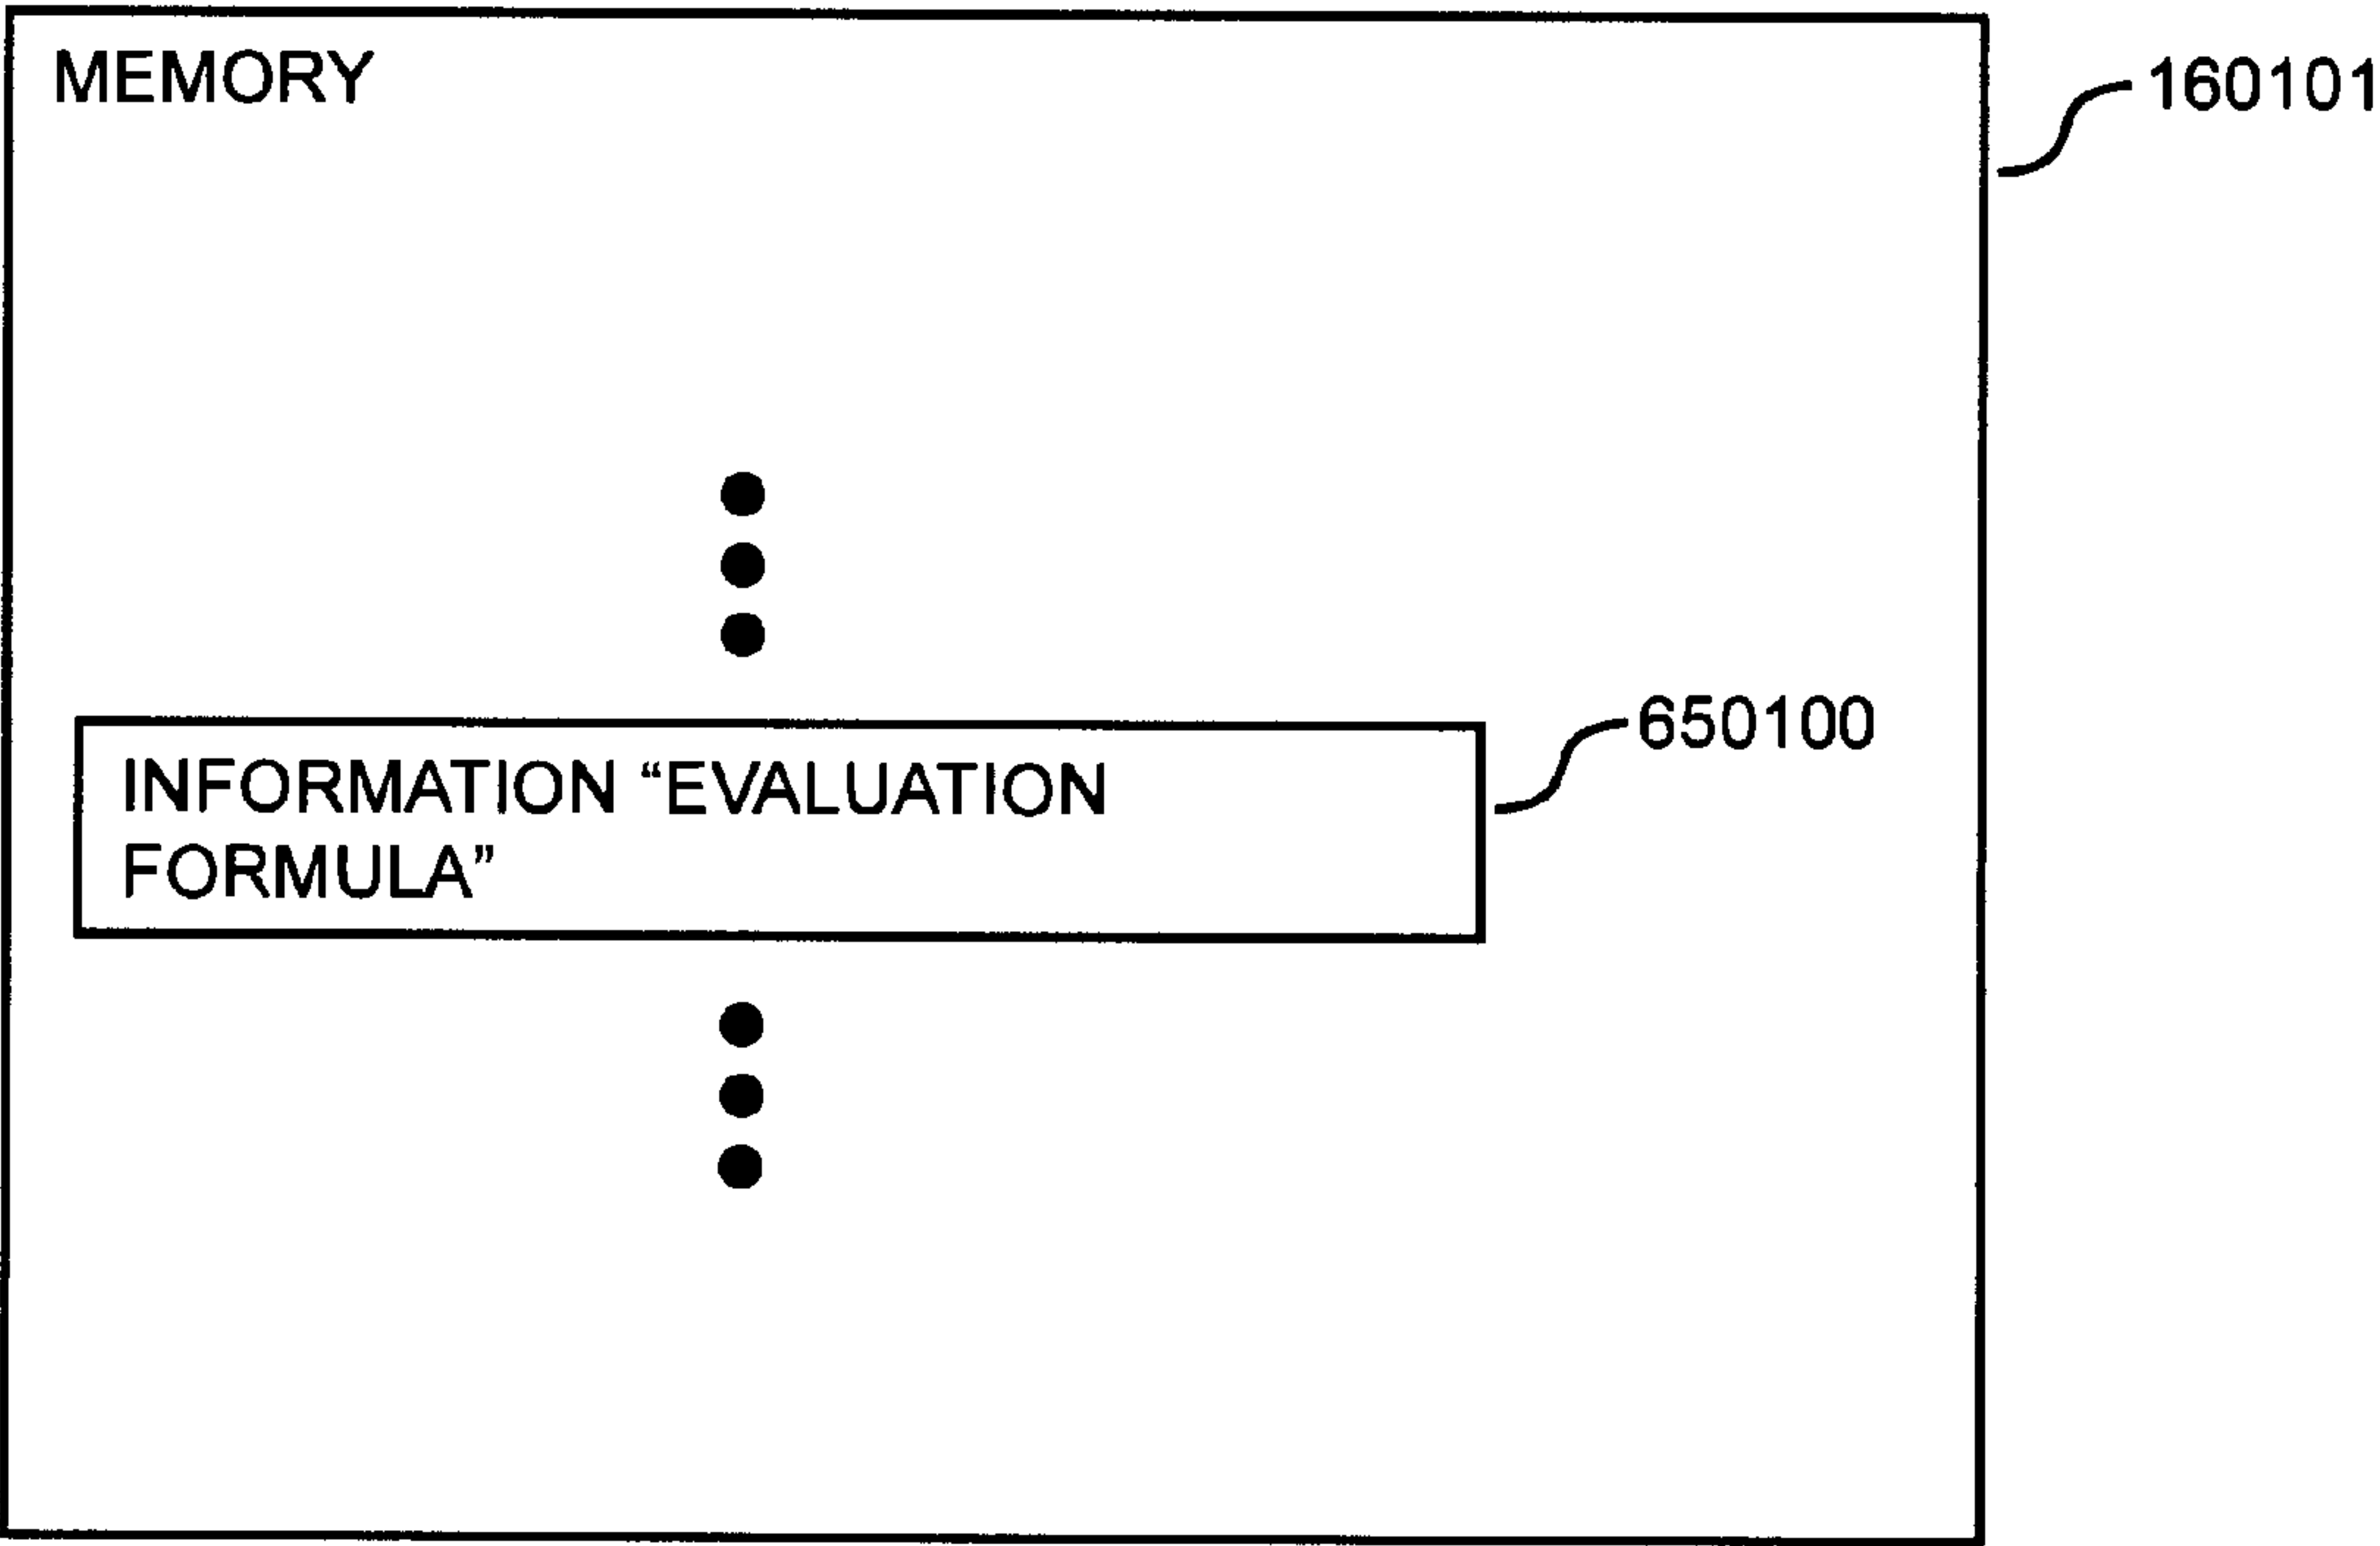 MEMORY
160101
650100
INFORMATION “EVALUATION
FORMULA”